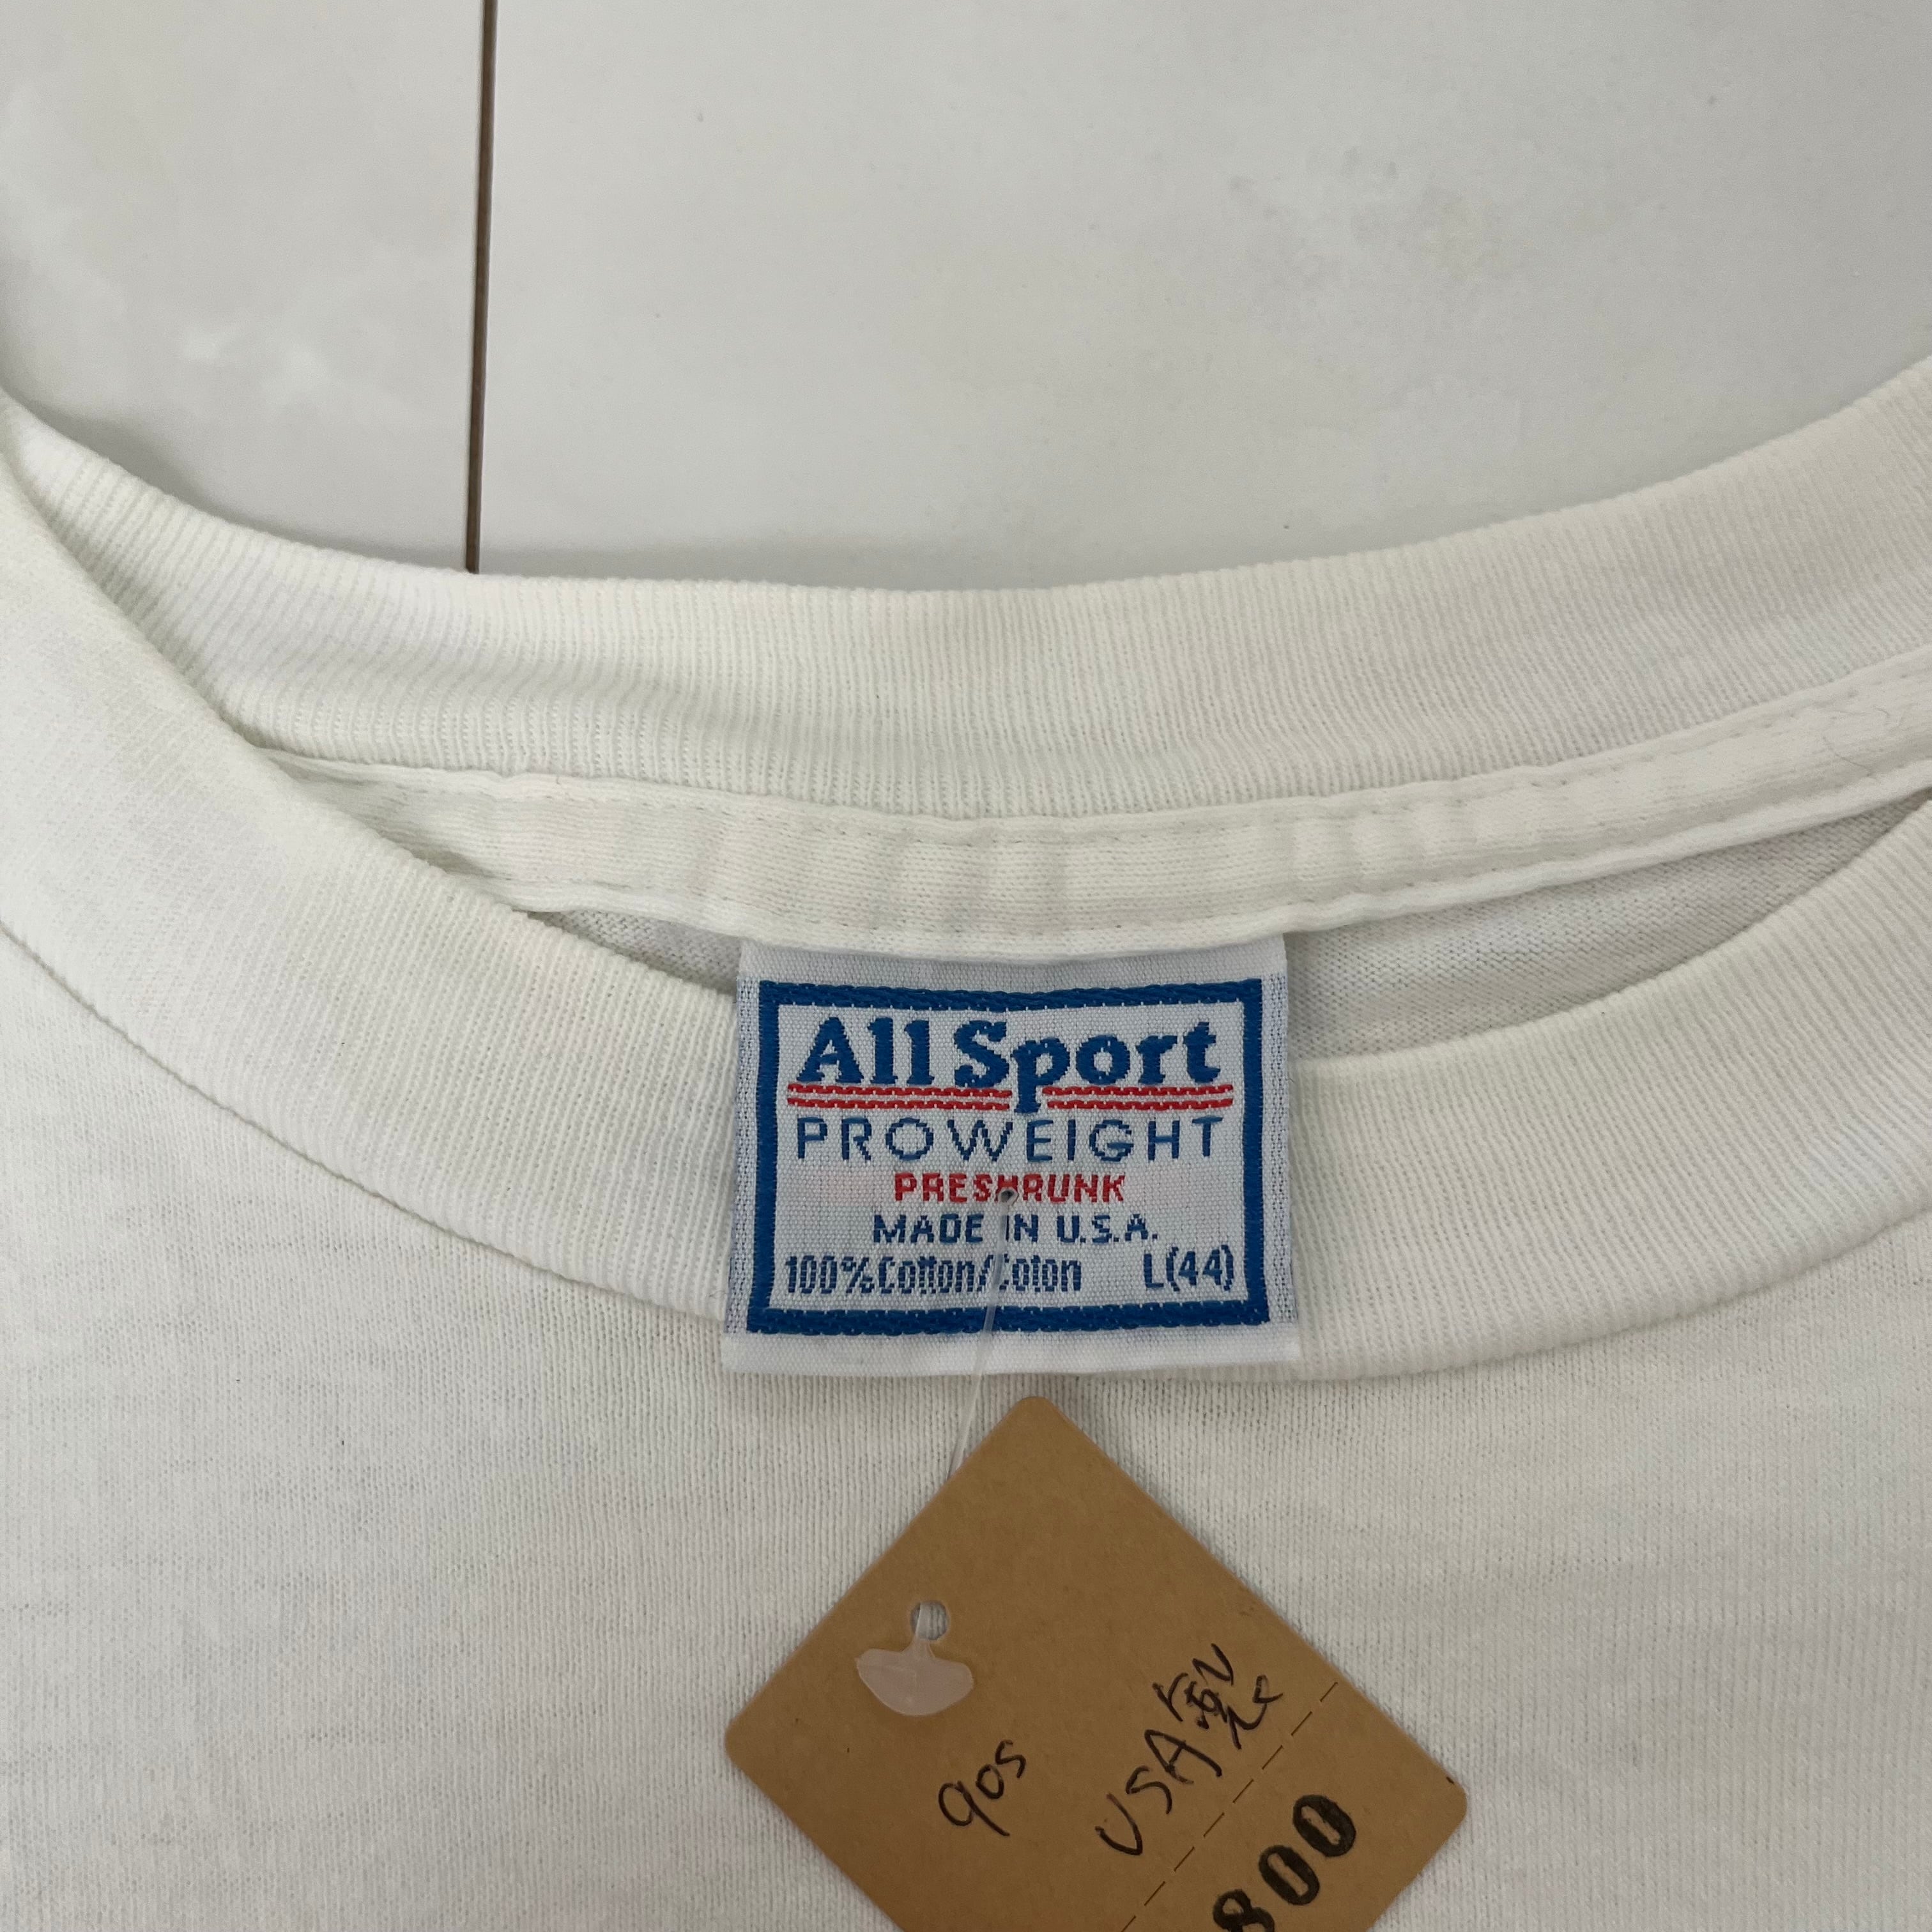 All Sport
PROWEIGHT
PRESHRUNK
MADE IN U.S.A.
100% Cotton/Coton L(44)
90s
USA製
800